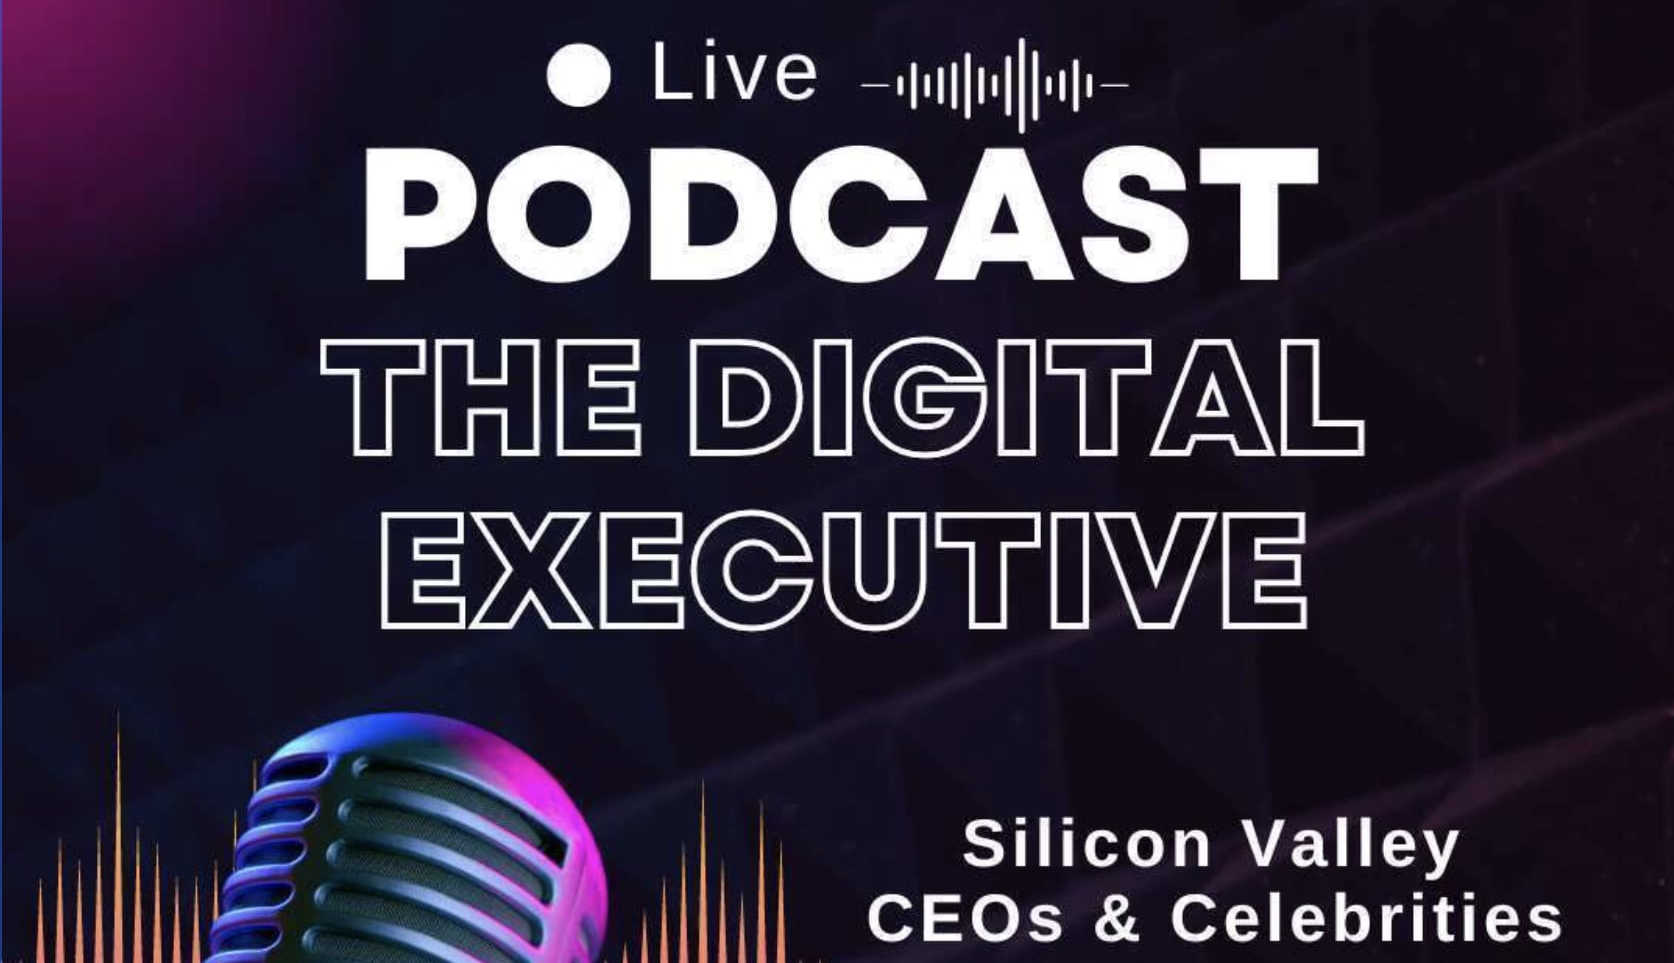 Live
PODCAST
THE DIGITAL
EXECUTIVE
Silicon Valley
CEOs & Celebrities